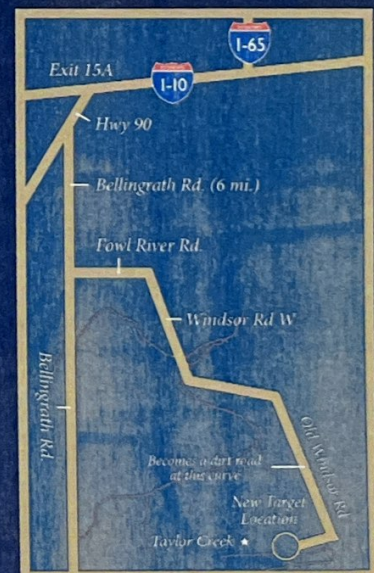 I-65
Exit 15A
I-10
Hwy 90
Bellingrath Rd. (6 mi.)
Fowl River Rd.
Windsor Rd W
Bellingrath Rd.
Old Windsor Rd
Becomes a dirt road
at this curve
New Target
Location
Taylor Creek ★